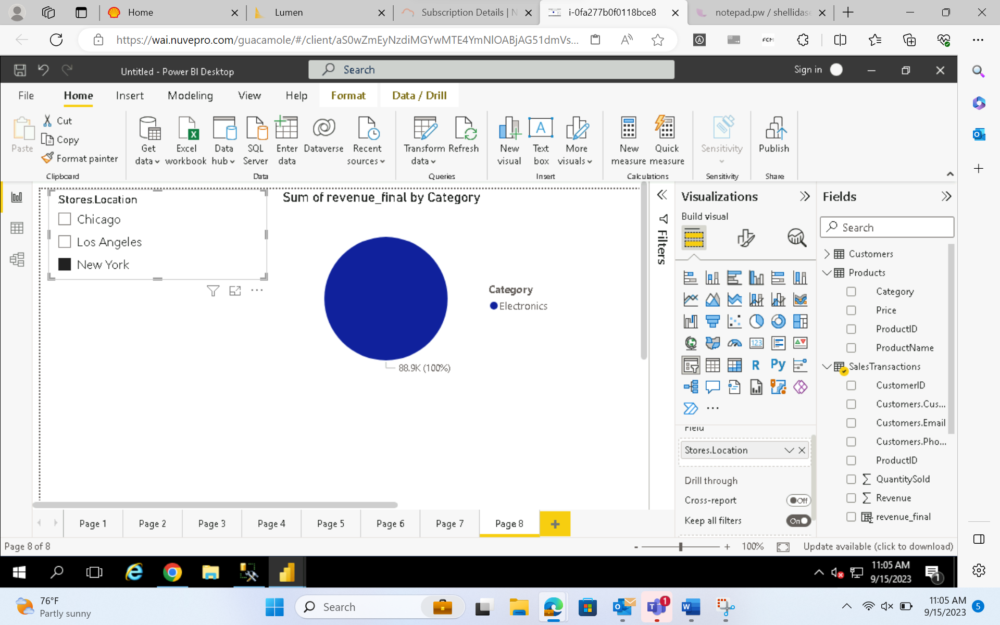 Home
Lumen
Subscription Details | N
i-0fa277b0f0118bce8
notepad.pw / shellidase
https://wai.nuvepro.com/guacamole/#/client/aS0wZmEyNzdiMGYwMTE4YmNlOABjAG51dmVs...
FCM
Untitled - Power BI Desktop
Search
Sign in
File
Home
Insert
Modeling
View
Help
Format
Data / Drill
Paste
Cut
Copy
Format painter
Clipboard
Get data
Excel workbook
Data hub
SQL Server
Enter data
Dataverse
Recent sources
Data
Transform data
Refresh
Queries
New visual
Text box
More visuals
Insert
New measure
Quick measure
Calculations
Sensitivity
Sensitivity
Publish
Share
Stores.Location
Chicago
Los Angeles
New York
Sum of revenue_final by Category
88.9K (100%)
Category
Electronics
Filters
Visualizations
Build visual
123
R
Py
Field
Stores.Location
Drill through
Cross-report
Off
Keep all filters
On
Fields
Search
Customers
Products
Category
Price
ProductID
ProductName
SalesTransactions
CustomerID
Customers.Cus...
Customers.Email
Customers.Pho...
ProductID
QuantitySold
Revenue
revenue_final
Page 1
Page 2
Page 3
Page 4
Page 5
Page 6
Page 7
Page 8
+
Page 8 of 8
- + 100%
Update available (click to download)
11:05 AM
9/15/2023
1
76°F
Partly sunny
Search
1
11:05 AM
9/15/2023
5